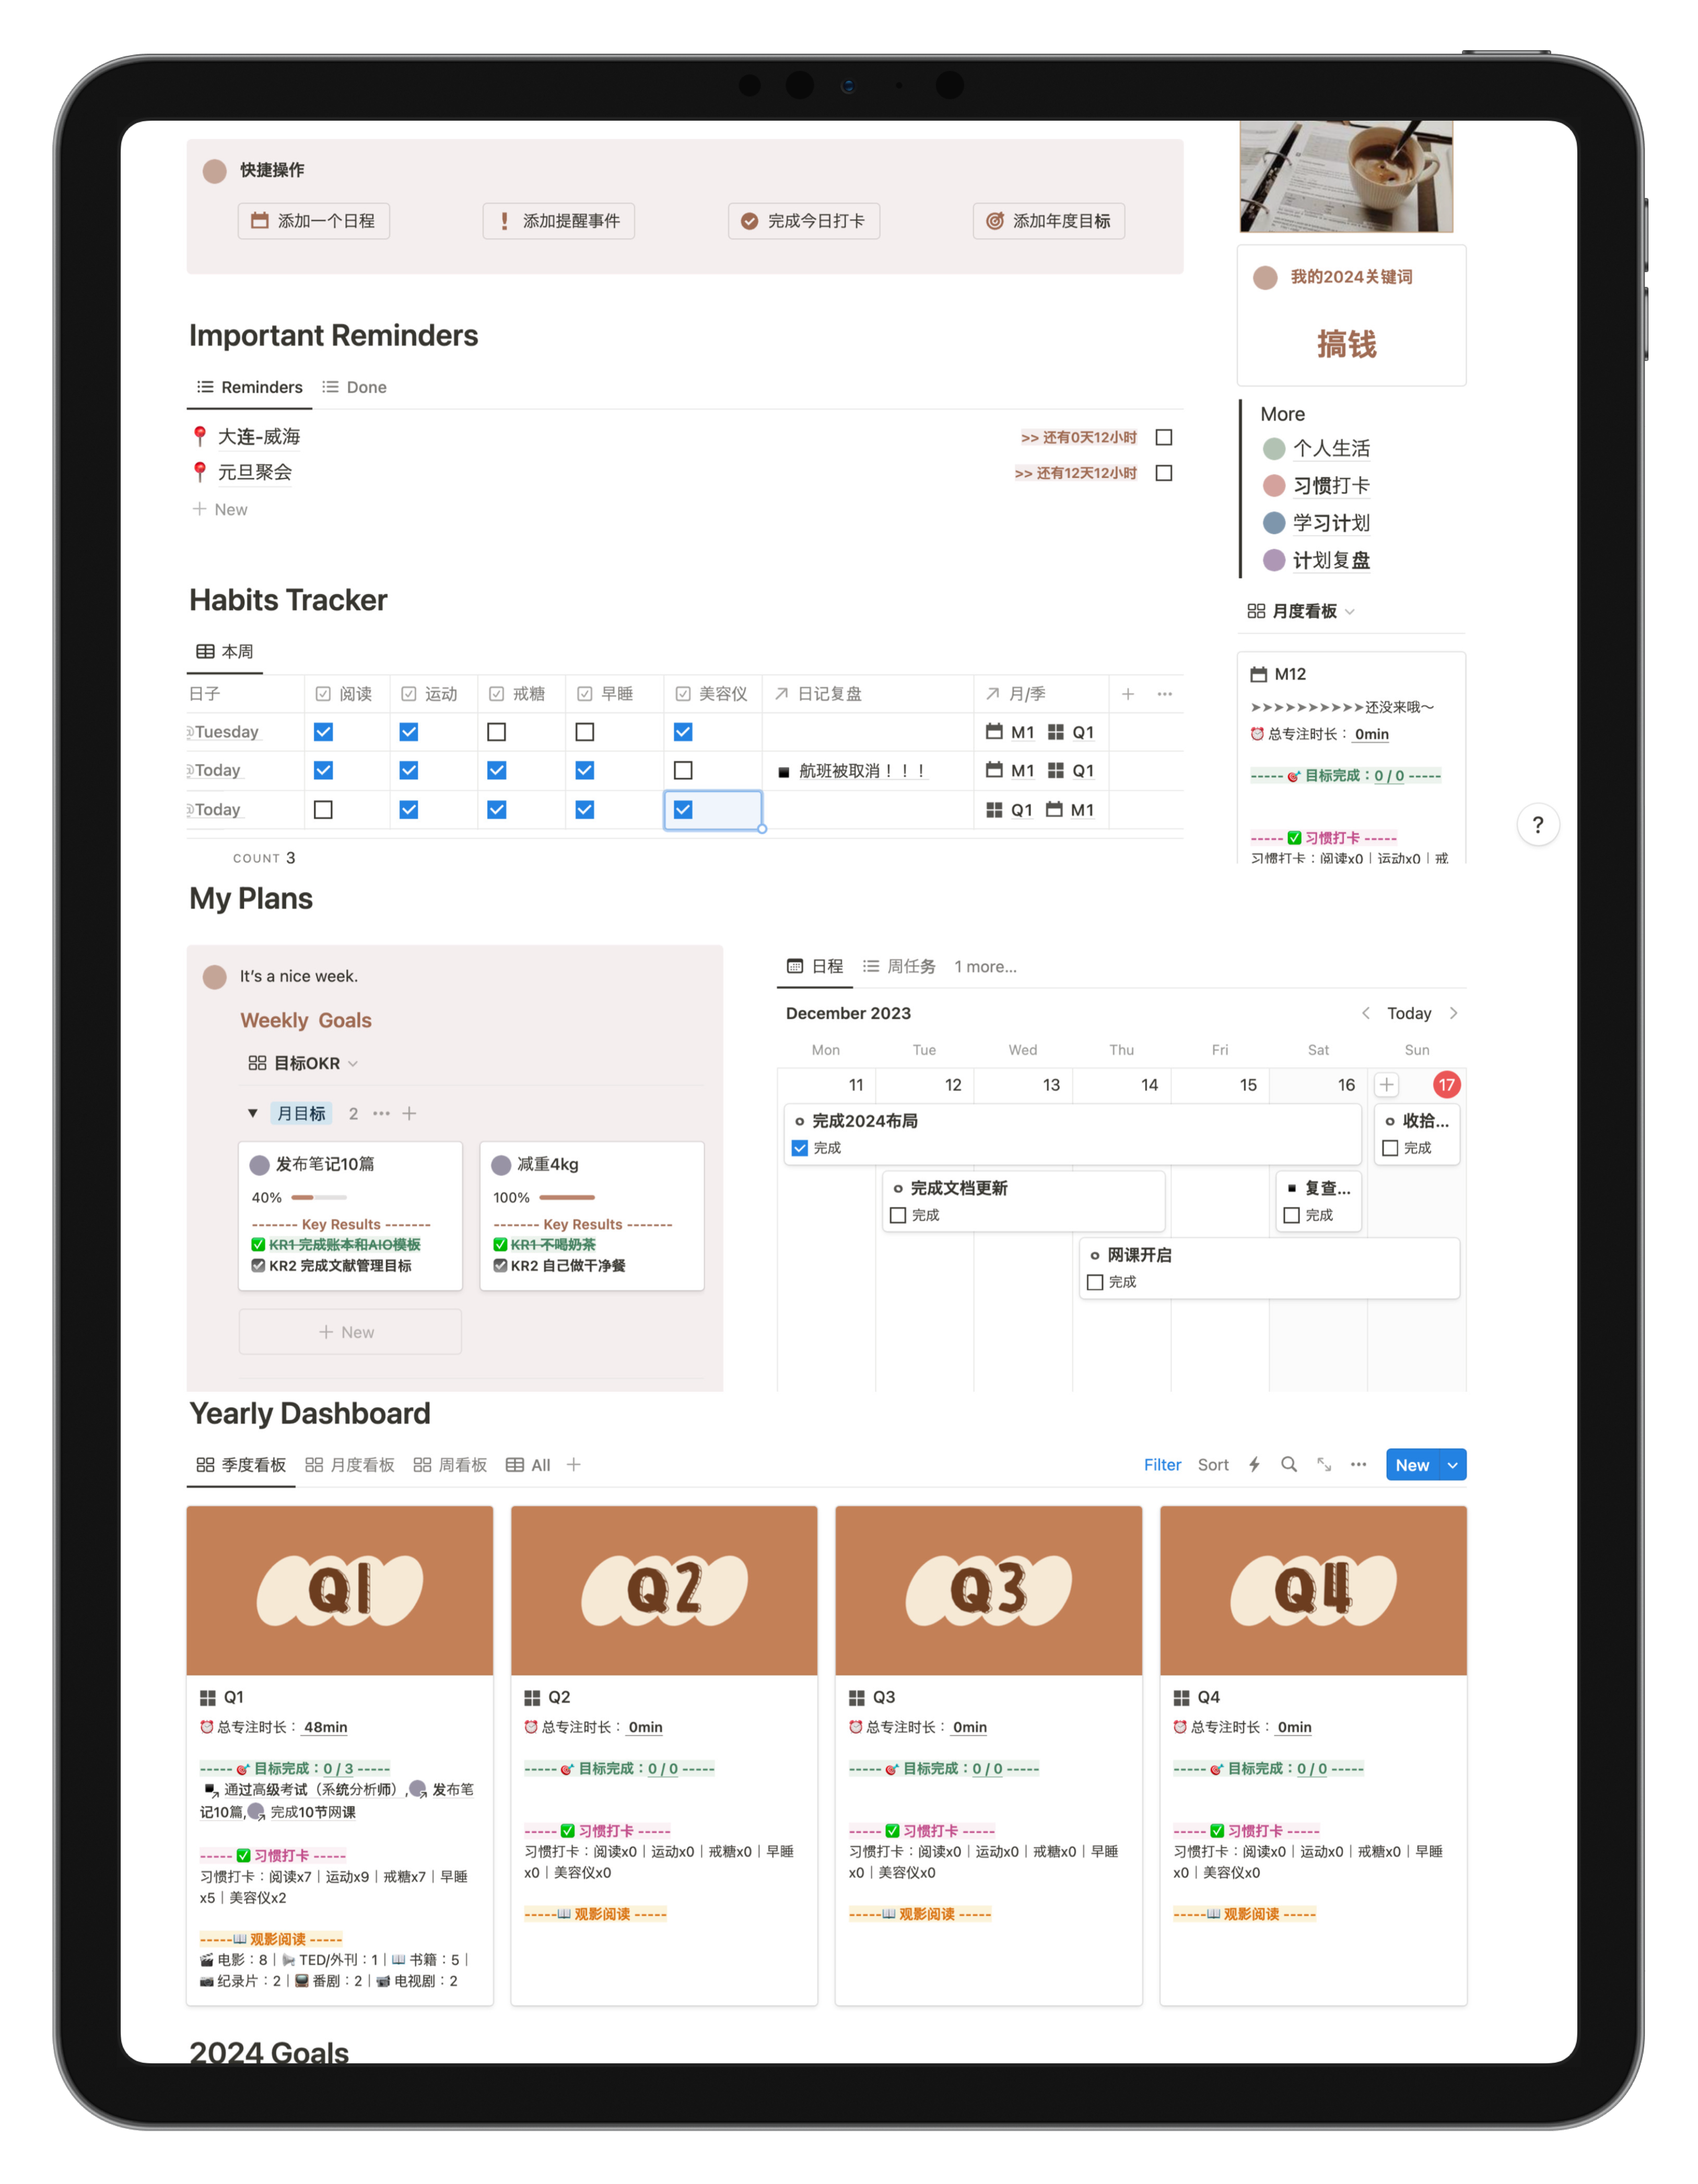 快捷操作
添加一个日程
添加提醒事件
完成今日打卡
添加年度目标
我的2024关键词
搞钱
Important Reminders
Reminders
Done
大连-威海
>> 还有0天12小时
元旦聚会
>> 还有12天12小时
+ New
More
个人生活
习惯打卡
学习计划
计划复盘
Habits Tracker
本周
日子 阅读 运动 戒糖 早睡 美容仪 日记复盘 月/季
@Tuesday M1 Q1
@Today 航班被取消！！！ M1 Q1
@Today Q1 M1
COUNT 3
月度看板
M12
➤➤➤➤➤➤➤➤➤➤还没来哦～
⏰ 总专注时长： 0min
----- 🎯 目标完成：0 / 0 -----
----- ✅ 习惯打卡 -----
习惯打卡：阅读x0｜运动x0｜戒
?
My Plans
It's a nice week.
Weekly Goals
目标OKR
月目标 2
发布笔记10篇
40%
------- Key Results -------
✅ KR1 完成账本和AIO模板
KR2 完成文献管理目标
减重4kg
100%
------- Key Results -------
✅ KR1 不喝奶茶
KR2 自己做干净餐
+ New
日程
周任务
1 more...
December 2023
Today
Mon Tue Wed Thu Fri Sat Sun
11 12 13 14 15 16 17
完成2024布局
完成
收拾...
完成
完成文档更新
完成
复查...
完成
网课开启
完成
Yearly Dashboard
季度看板
月度看板
周看板
All
Filter
Sort
New
Q1
Q2
Q3
Q4
Q1
⏰ 总专注时长： 48min
----- 🎯 目标完成：0 / 3 -----
通过高级考试（系统分析师）, 发布笔
记10篇, 完成10节网课
----- ✅ 习惯打卡 -----
习惯打卡：阅读x7｜运动x9｜戒糖x7｜早睡
x5｜美容仪x2
-----📖 观影阅读 -----
🎬 电影：8｜ TED/外刊：1｜📖 书籍：5｜
纪录片：2｜📺 番剧：2｜📹 电视剧：2
Q2
⏰ 总专注时长： 0min
----- 🎯 目标完成：0 / 0 -----
----- ✅ 习惯打卡 -----
习惯打卡：阅读x0｜运动x0｜戒糖x0｜早睡
x0｜美容仪x0
-----📖 观影阅读 -----
Q3
⏰ 总专注时长： 0min
----- 🎯 目标完成：0 / 0 -----
----- ✅ 习惯打卡 -----
习惯打卡：阅读x0｜运动x0｜戒糖x0｜早睡
x0｜美容仪x0
-----📖 观影阅读 -----
Q4
⏰ 总专注时长： 0min
----- 🎯 目标完成：0 / 0 -----
----- ✅ 习惯打卡 -----
习惯打卡：阅读x0｜运动x0｜戒糖x0｜早睡
x0｜美容仪x0
-----📖 观影阅读 -----
2024 Goals